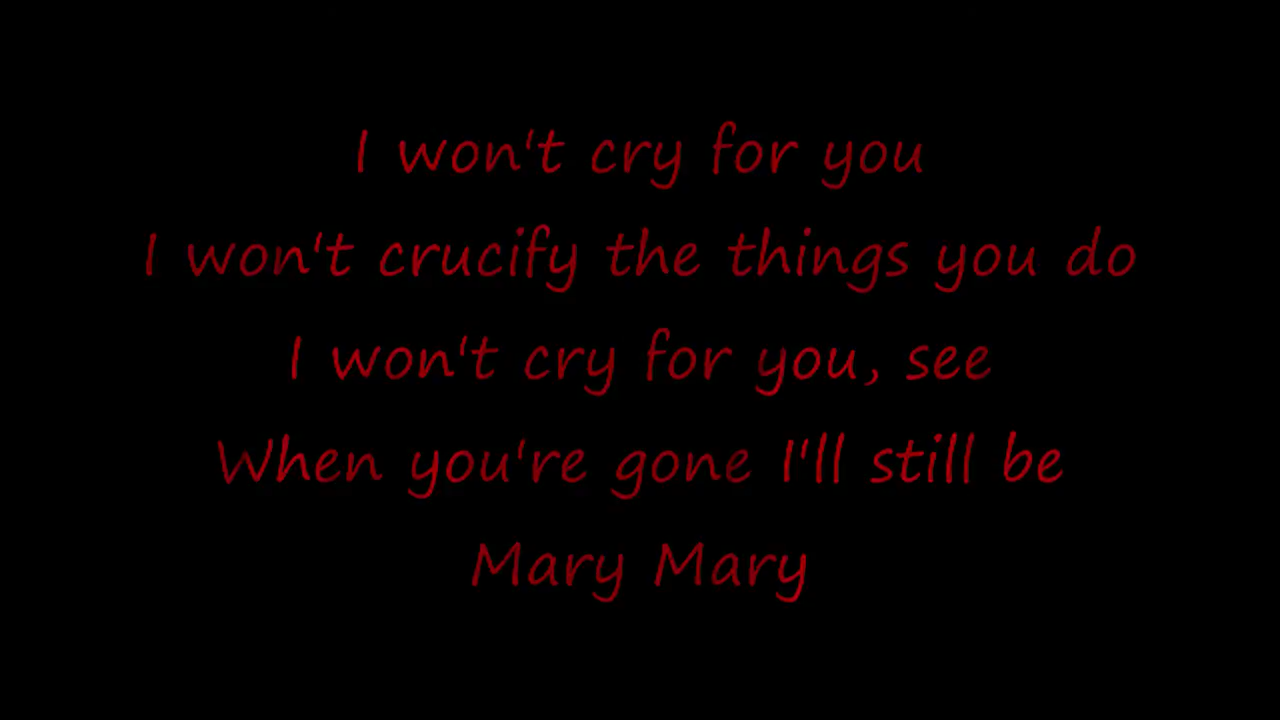 I won't cry for you
I won't crucify the things you do
I won't cry for you, see
When you're gone I'll still be
Mary Mary